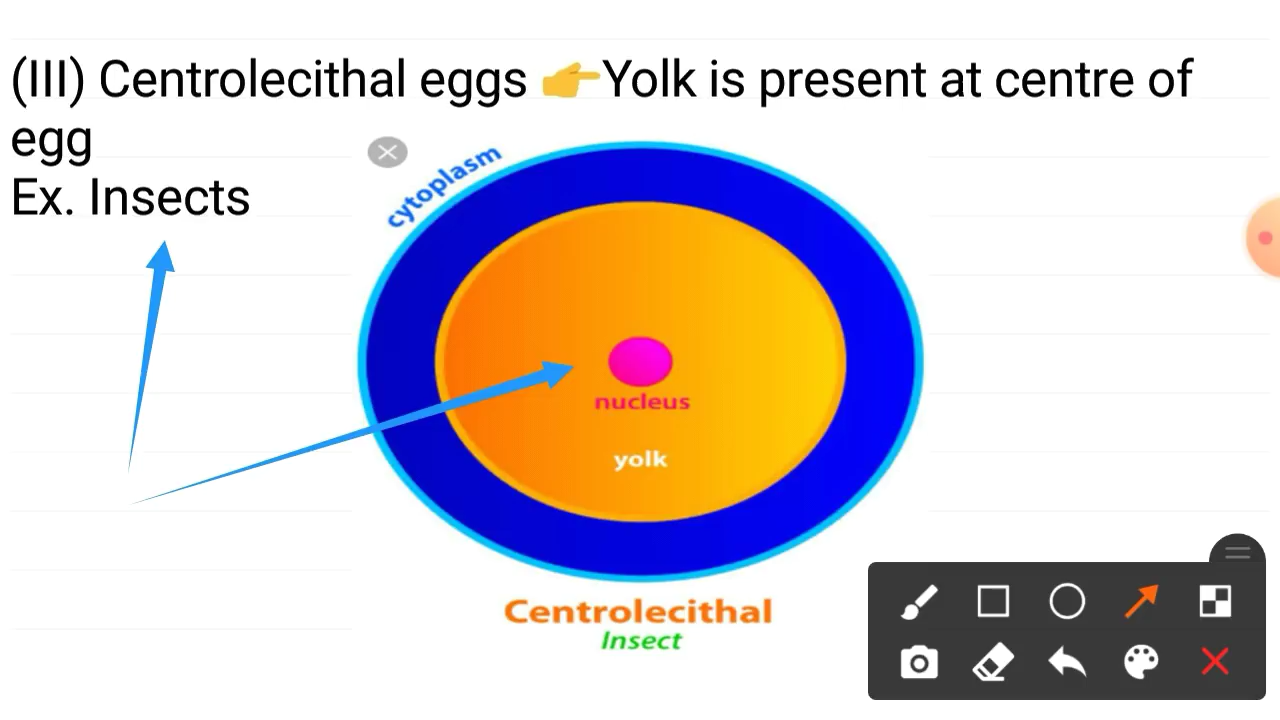 (III) Centrolecithal eggs 👉Yolk is present at centre of
egg
Ex. Insects
cytoplasm
nucleus
yolk
Centrolecithal
Insect